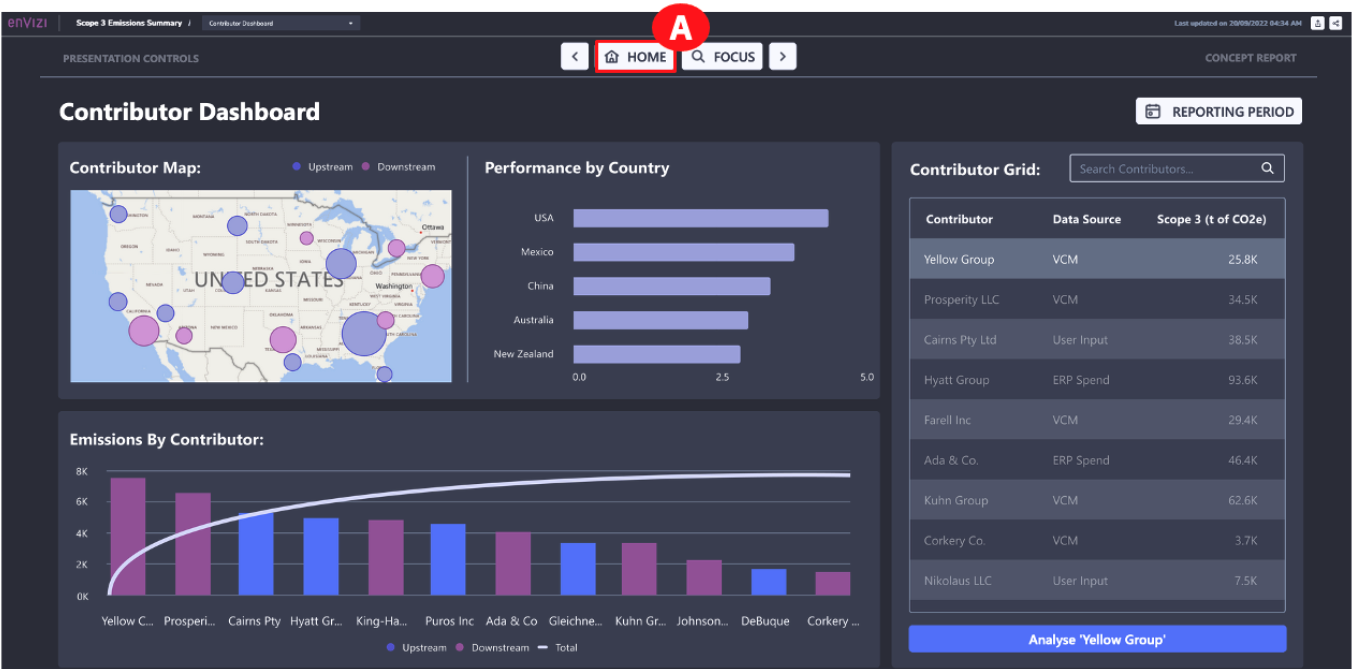 enVIZI
Scope 3 Emissions Summary / Contributor Dashboard
Last updated on 20/09/2022 04:34 AM
A
PRESENTATION CONTROLS
< HOME FOCUS >
CONCEPT REPORT
Contributor Dashboard
REPORTING PERIOD
Contributor Map:
Upstream Downstream
UNITED STATES
Ottawa
Washington
Performance by Country
USA
Mexico
China
Australia
New Zealand
0.0 2.5 5.0
Emissions By Contributor:
8K
6K
4K
2K
0K
Yellow C... Prosperi... Cairns Pty Hyatt Gr... King-Ha... Puros Inc Ada & Co Gleichne... Kuhn Gr... Johnson... DeBuque Corkery ...
Upstream Downstream Total
Contributor Grid:
Search Contributors...
Contributor Data Source Scope 3 (t of CO2e)
Yellow Group VCM 25.8K
Prosperity LLC VCM 34.5K
Cairns Pty Ltd User Input 38.5K
Hyatt Group ERP Spend 93.6K
Farell Inc VCM 29.4K
Ada & Co. ERP Spend 46.4K
Kuhn Group VCM 62.6K
Corkery Co. VCM 3.7K
Nikolaus LLC User Input 7.5K
Analyse 'Yellow Group'